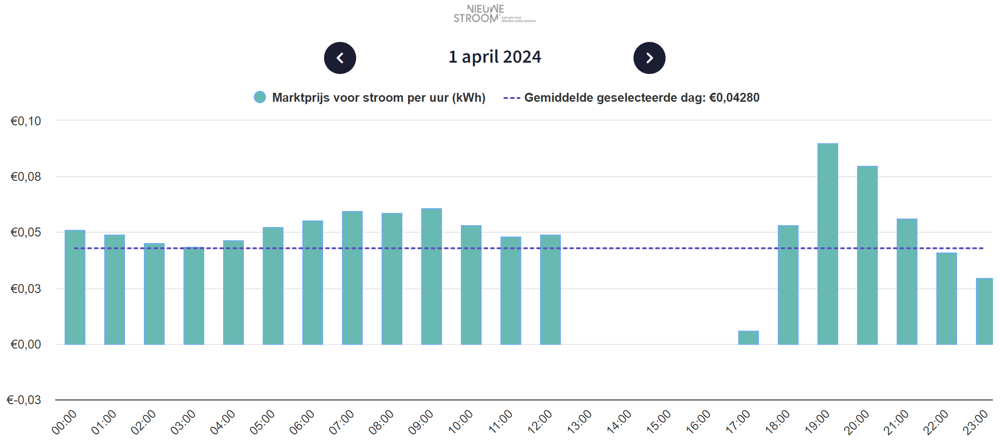 NIEUWE
STROOM energie voor
slimme ondernemers
1 april 2024
Marktprijs voor stroom per uur (kWh) Gemiddelde geselecteerde dag: €0,04280
€0,10
€0,08
€0,05
€0,03
€0,00
€-0,03
00:00 01:00 02:00 03:00 04:00 05:00 06:00 07:00 08:00 09:00 10:00 11:00 12:00 13:00 14:00 15:00 16:00 17:00 18:00 19:00 20:00 21:00 22:00 23:00